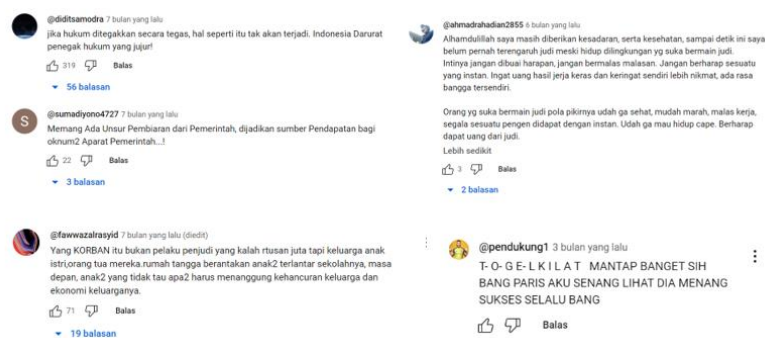 @diditsamodra 7 bulan yang lalu
jika hukum ditegakkan secara tegas, hal seperti itu tak akan terjadi. Indonesia Darurat
penegak hukum yang jujur!
319 Balas
56 balasan
S
@sumadiyono4727 7 bulan yang lalu
Memang Ada Unsur Pembiaran dari Pemerintah, dijadikan sumber Pendapatan bagi
oknum2 Aparat Pemerintah...!
22 Balas
3 balasan
@fawwazalrasyid 7 bulan yang lalu (diedit)
Yang KORBAN itu bukan pelaku penjudi yang kalah rtusan juta tapi keluarga anak
istri,orang tua mereka.rumah tangga berantakan anak2 terlantar sekolahnya, masa
depan, anak2 yang tidak tau apa2 harus menanggung kehancuran keluarga dan
ekonomi keluarganya.
71 Balas
19 balasan
@ahmadrahadian2855 6 bulan yang lalu
Alhamdulillah saya masih diberikan kesadaran, serta kesehatan, sampai detik ini saya
belum pernah terengaruh judi meski hidup dilingkungan yg suka bermain judi.
Intinya jangan dibuai harapan, jangan bermalas malasan. Jangan berharap sesuatu
yang instan. Ingat uang hasil jerja keras dan keringat sendiri lebih nikmat, ada rasa
bangga tersendiri.
Orang yg suka bermain judi pola pikirnya udah ga sehat, mudah marah, malas kerja,
segala sesuatu pengen didapat dengan instan. Udah ga mau hidup cape. Berharap
dapat uang dari judi.
Lebih sedikit
3 Balas
2 balasan
@pendukung1 3 bulan yang lalu
T- O- G E- L K I L A T MANTAP BANGET SIH
BANG PARIS AKU SENANG LIHAT DIA MENANG
SUKSES SELALU BANG
Balas